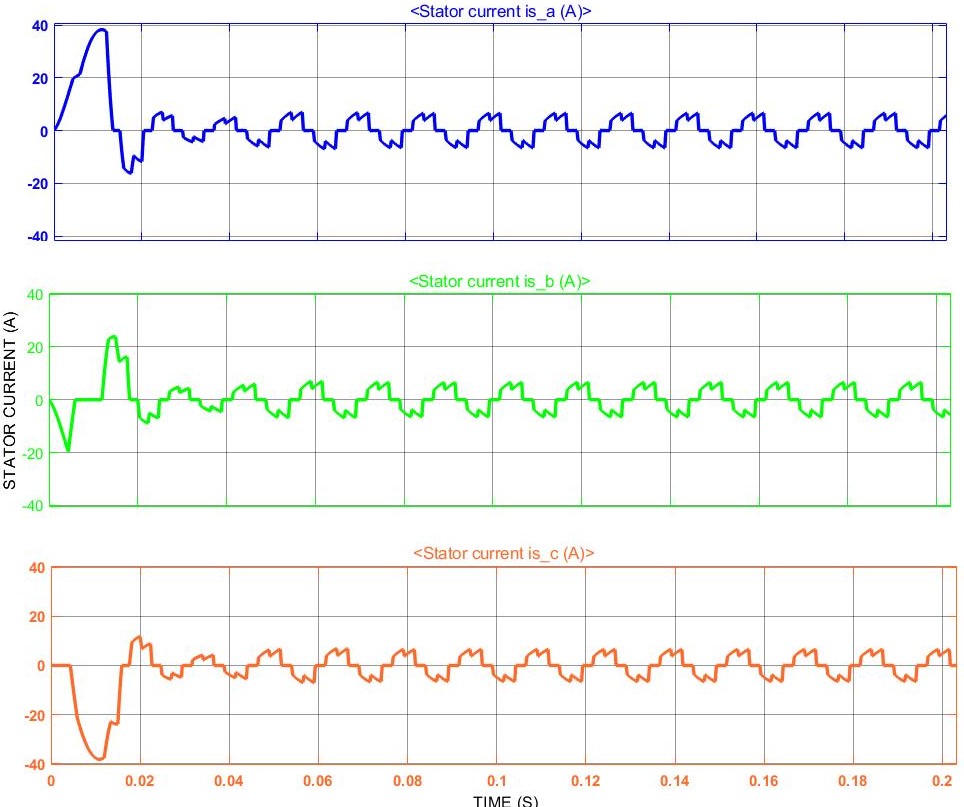 <Stator current is_a (A)>
40
20
0
-20
-40
<Stator current is_b (A)>
40
20
0
-20
-40
STATOR CURRENT (A)
<Stator current is_c (A)>
40
20
0
-20
-40
0 0.02 0.04 0.06 0.08 0.1 0.12 0.14 0.16 0.18 0.2
TIME (S)